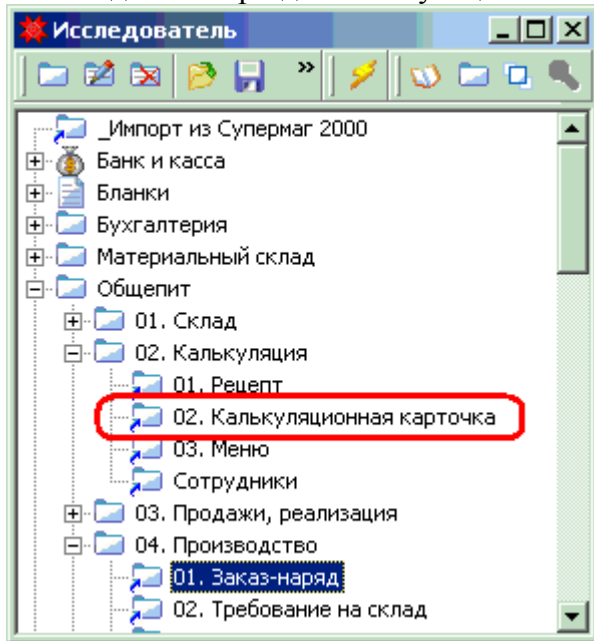 Исследователь
»
_Импорт из Супермаг 2000
Банк и касса
Бланки
Бухгалтерия
Материальный склад
Общепит
01. Склад
02. Калькуляция
01. Рецепт
02. Калькуляционная карточка
03. Меню
Сотрудники
03. Продажи, реализация
04. Производство
01. Заказ-наряд
02. Требование на склад